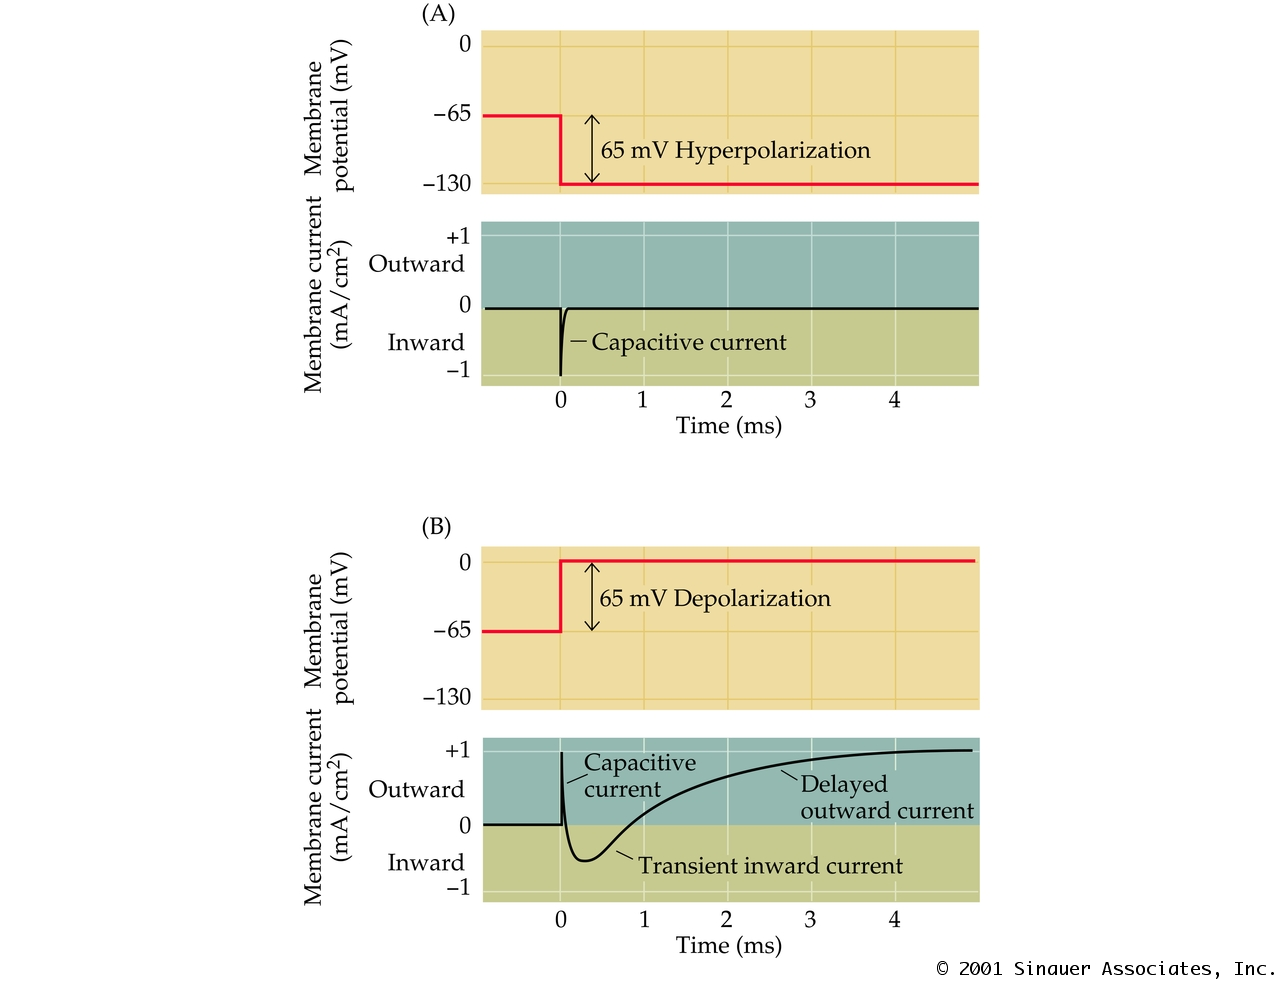 (A)
Membrane
potential (mV)
0
−65
−130
65 mV Hyperpolarization
Membrane current
(mA/cm²)
+1
Outward
0
Inward
−1
Capacitive current
0 1 2 3 4
Time (ms)
(B)
Membrane
potential (mV)
0
−65
−130
65 mV Depolarization
Membrane current
(mA/cm²)
+1
Outward
0
Inward
−1
Capacitive
current
Delayed
outward current
Transient inward current
0 1 2 3 4
Time (ms)
© 2001 Sinauer Associates, Inc.